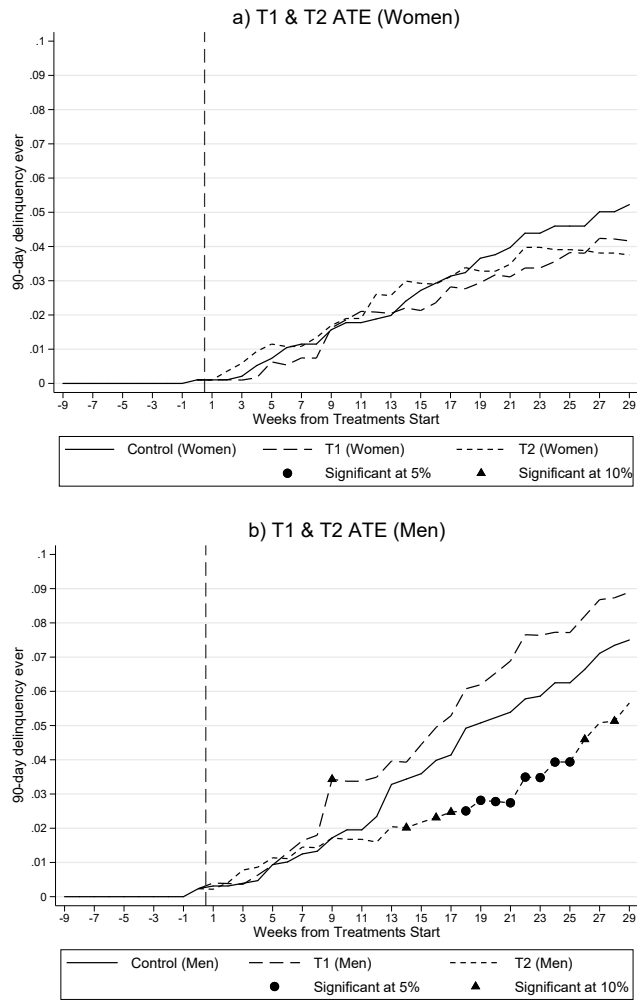 a) T1 & T2 ATE (Women)
.1
.09
.08
.07
.06
.05
.04
.03
.02
.01
0
90-day delinquency ever
-9 -7 -5 -3 -1 1 3 5 7 9 11 13 15 17 19 21 23 25 27 29
Weeks from Treatments Start
Control (Women) T1 (Women) T2 (Women)
Significant at 5% Significant at 10%
b) T1 & T2 ATE (Men)
.1
.09
.08
.07
.06
.05
.04
.03
.02
.01
0
90-day delinquency ever
-9 -7 -5 -3 -1 1 3 5 7 9 11 13 15 17 19 21 23 25 27 29
Weeks from Treatments Start
Control (Men) T1 (Men) T2 (Men)
Significant at 5% Significant at 10%